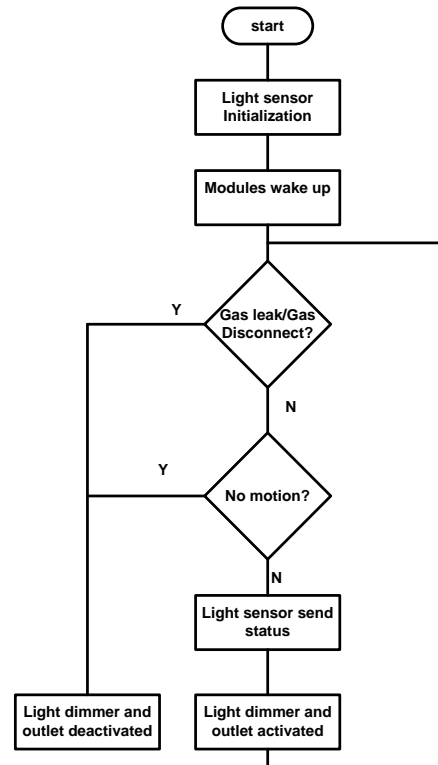 start
Light sensor
Initialization
Modules wake up
Y
Gas leak/Gas
Disconnect?
N
Y
No motion?
N
Light sensor send
status
Light dimmer and
outlet deactivated
Light dimmer and
outlet activated